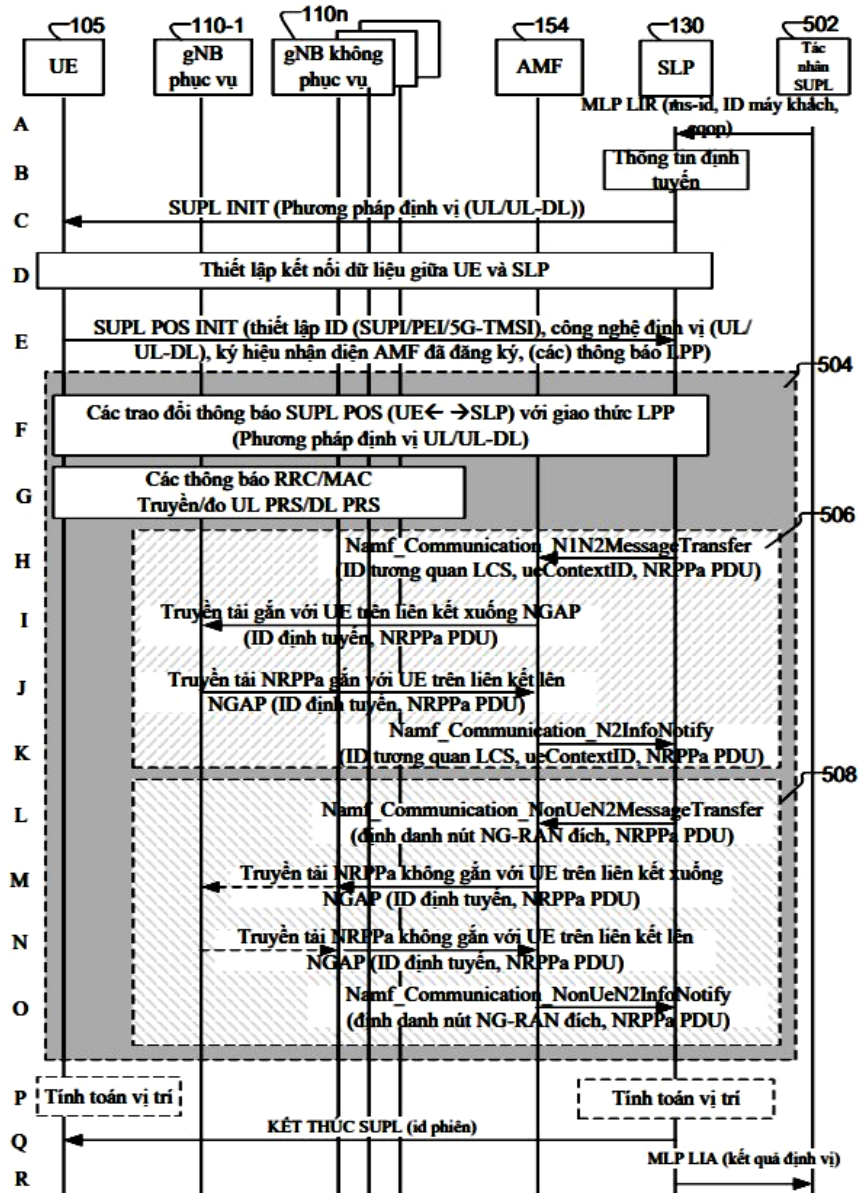 105
110-1
110n
154
130
502
UE
gNB
phục vụ
gNB không
phục vụ
AMF
SLP
Tác
nhân
SUPL
A
MLP LIR (ms-id, ID máy khách,
eqop)
B
Thông tin định
tuyến
C
SUPL INIT (Phương pháp định vị (UL/UL-DL))
D
Thiết lập kết nối dữ liệu giữa UE và SLP
E
SUPL POS INIT (thiết lập ID (SUPI/PEI/5G-TMSI), công nghệ định vị (UL/
UL-DL), ký hiệu nhận diện AMF đã đăng ký, (các) thông báo LPP)
504
F
Các trao đổi thông báo SUPL POS (UE← →SLP) với giao thức LPP
(Phương pháp định vị UL/UL-DL)
G
Các thông báo RRC/MAC
Truyền/đo UL PRS/DL PRS
506
H
Namf_Communication_N1N2MessageTransfer
(ID tương quan LCS, ueContextID, NRPPa PDU)
I
Truyền tải gắn với UE trên liên kết xuống NGAP
(ID định tuyến, NRPPa PDU)
J
Truyền tải NRPPa gắn với UE trên liên kết lên
NGAP (ID định tuyến, NRPPa PDU)
K
Namf_Communication_N2InfoNotify
(ID tương quan LCS, ueContextID, NRPPa PDU)
508
L
Namf_Communication_NonUeN2MessageTransfer
(định danh nút NG-RAN đích, NRPPa PDU)
M
Truyền tải NRPPa không gắn với UE trên liên kết xuống
NGAP (ID định tuyến, NRPPa PDU)
N
Truyền tải NRPPa không gắn với UE trên liên kết lên
NGAP (ID định tuyến, NRPPa PDU)
O
Namf_Communication_NonUeN2InfoNotify
(định danh nút NG-RAN đích, NRPPa PDU)
P
Tính toán vị trí
Tính toán vị trí
Q
KẾT THÚC SUPL (id phiên)
R
MLP LIA (kết quả định vị)